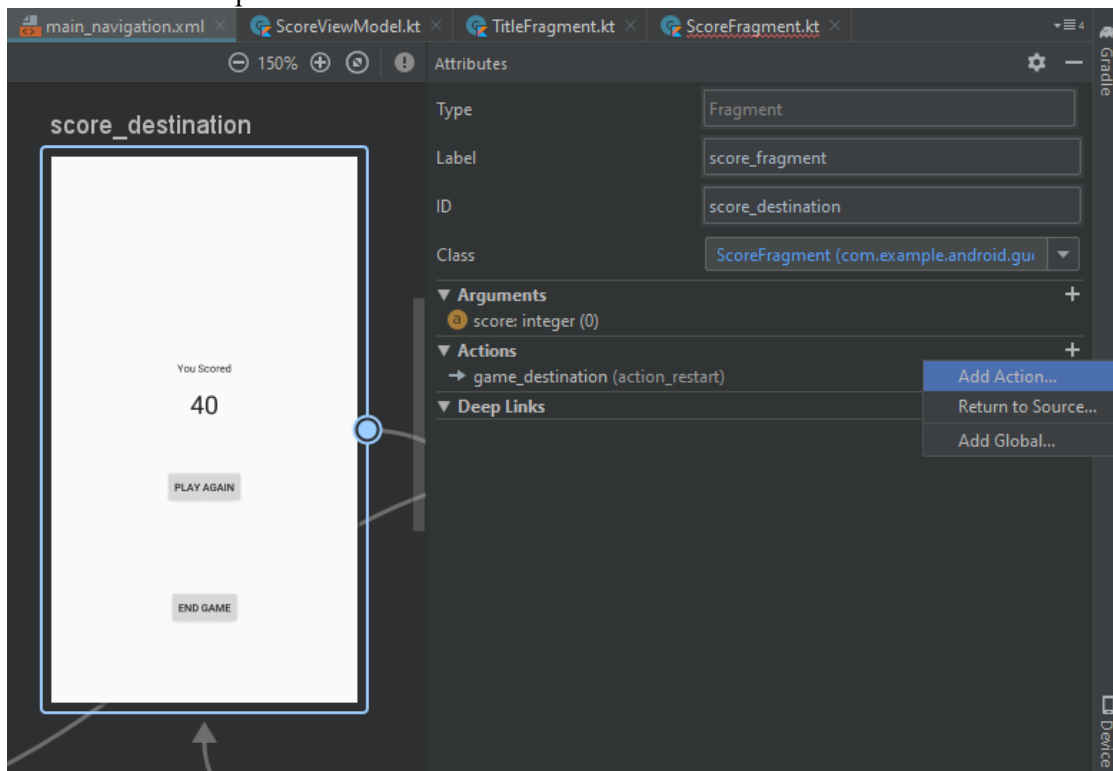 main_navigation.xml ScoreViewModel.kt TitleFragment.kt ScoreFragment.kt 4
150% Attributes
Gradle
score_destination
Type Fragment
Label score_fragment
ID score_destination
Class ScoreFragment (com.example.android.gue
Arguments
a score: integer (0)
Actions
game_destination (action_restart)
Deep Links
Add Action...
Return to Source...
Add Global...
You Scored
40
PLAY AGAIN
END GAME
Device